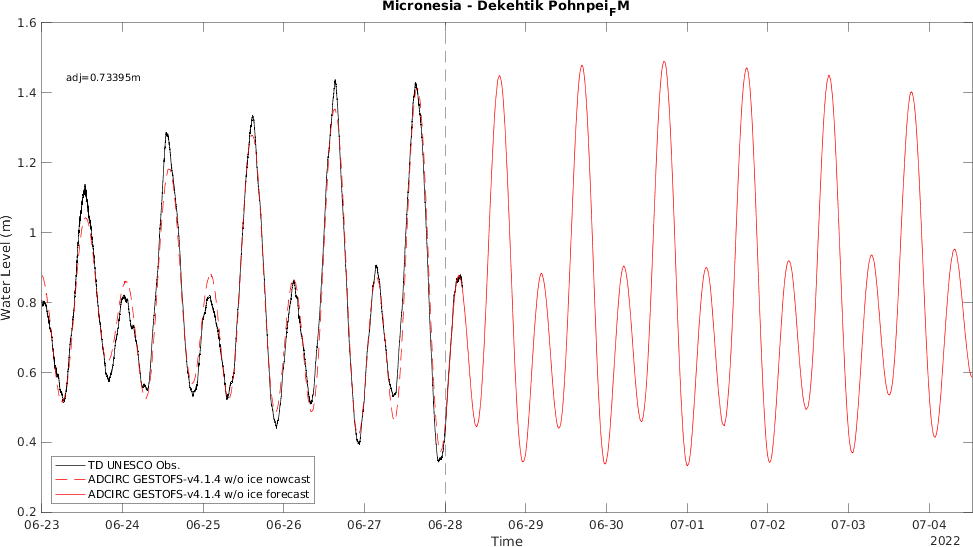 Micronesia - Dekehtik PohnpeiFM
1.6
adj=0.73395m
1.4
1.2
1
0.8
0.6
0.4
0.2
Water Level (m)
TD UNESCO Obs.
ADCIRC GESTOFS-v4.1.4 w/o ice nowcast
ADCIRC GESTOFS-v4.1.4 w/o ice forecast
06-23 06-24 06-25 06-26 06-27 06-28 06-29 06-30 07-01 07-02 07-03 07-04
Time
2022